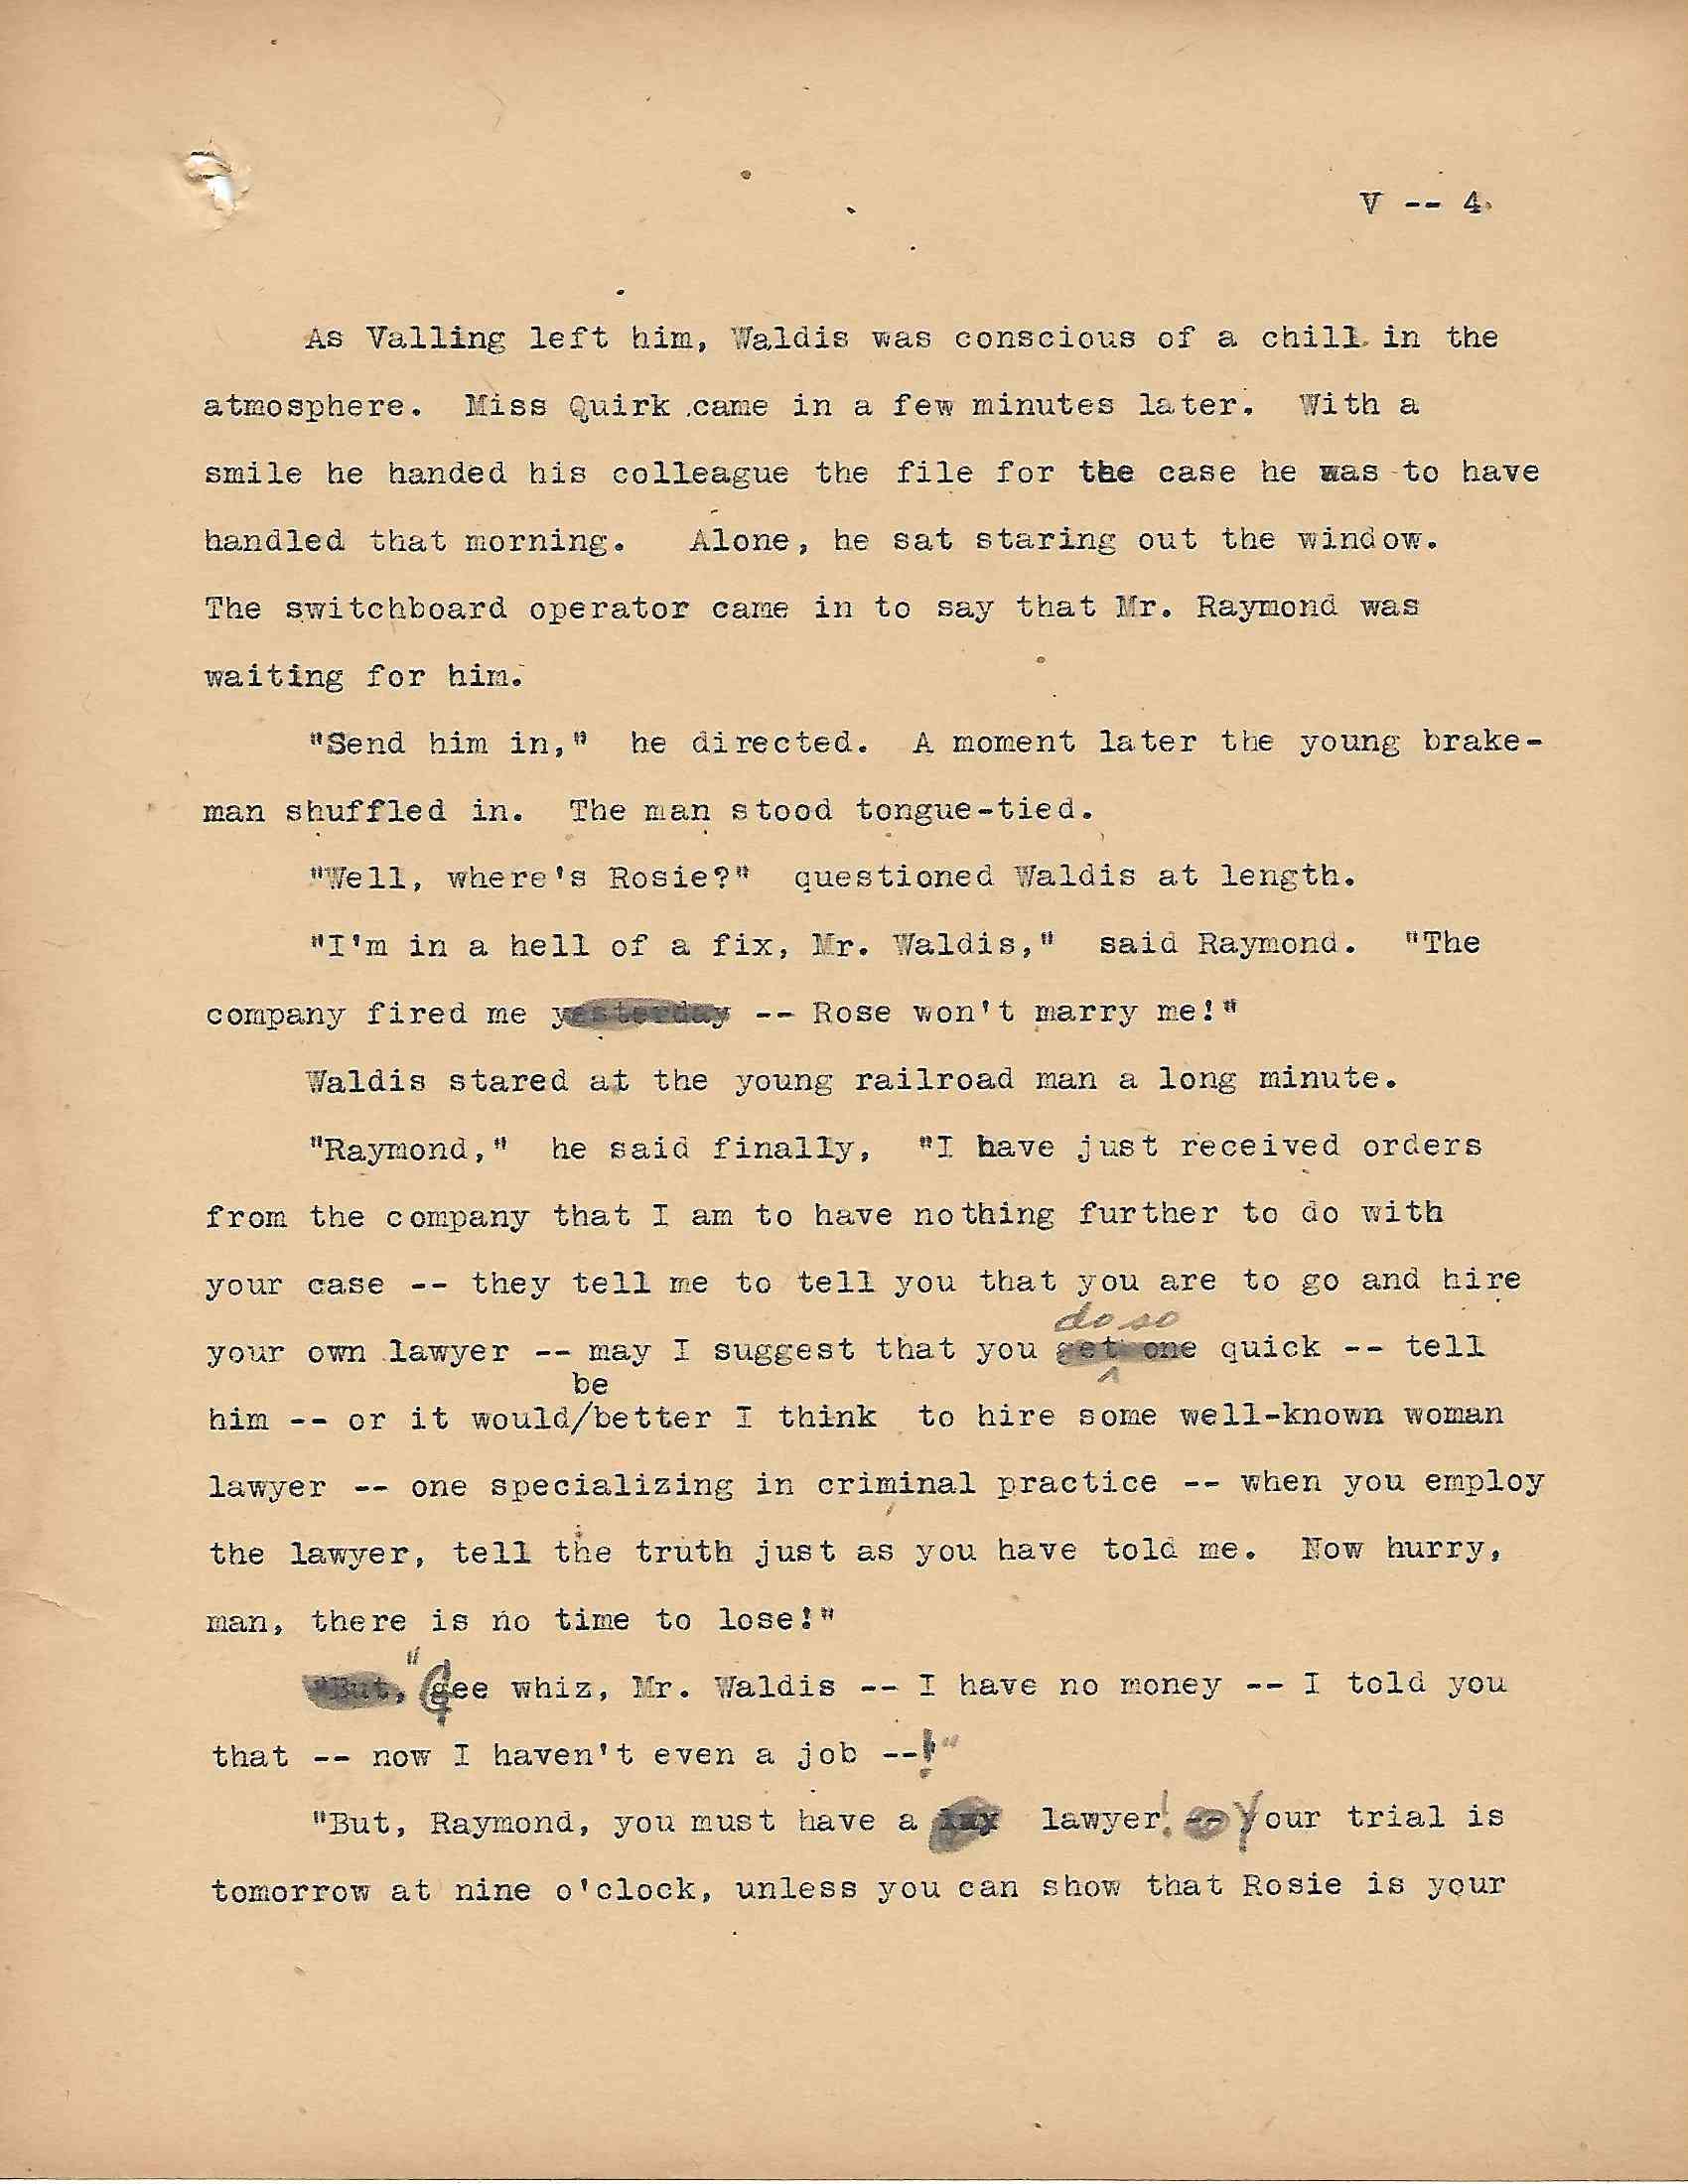 V -- 4.
As Valling left him, Waldis was conscious of a chill in the
atmosphere. Miss Quirk came in a few minutes later. With a
smile he handed his colleague the file for the case he was to have
handled that morning. Alone, he sat staring out the window.
The switchboard operator came in to say that Mr. Raymond was
waiting for him.
"Send him in," he directed. A moment later the young brake-
man shuffled in. The man stood tongue-tied.
"Well, where's Rosie?" questioned Waldis at length.
"I'm in a hell of a fix, Mr. Waldis," said Raymond. "The
company fired me yesterday -- Rose won't marry me!"
Waldis stared at the young railroad man a long minute.
"Raymond," he said finally, "I have just received orders
from the company that I am to have nothing further to do with
your case -- they tell me to tell you that you are to go and hire
do so
your own lawyer -- may I suggest that you get one quick -- tell
be
him -- or it would/better I think to hire some well-known woman
lawyer -- one specializing in criminal practice -- when you employ
the lawyer, tell the truth just as you have told me. Now hurry,
man, there is no time to lose!"
"But, "Gee whiz, Mr. Waldis -- I have no money -- I told you
that -- now I haven't even a job --!"
"But, Raymond, you must have a lawyer! -- Your trial is
tomorrow at nine o'clock, unless you can show that Rosie is your